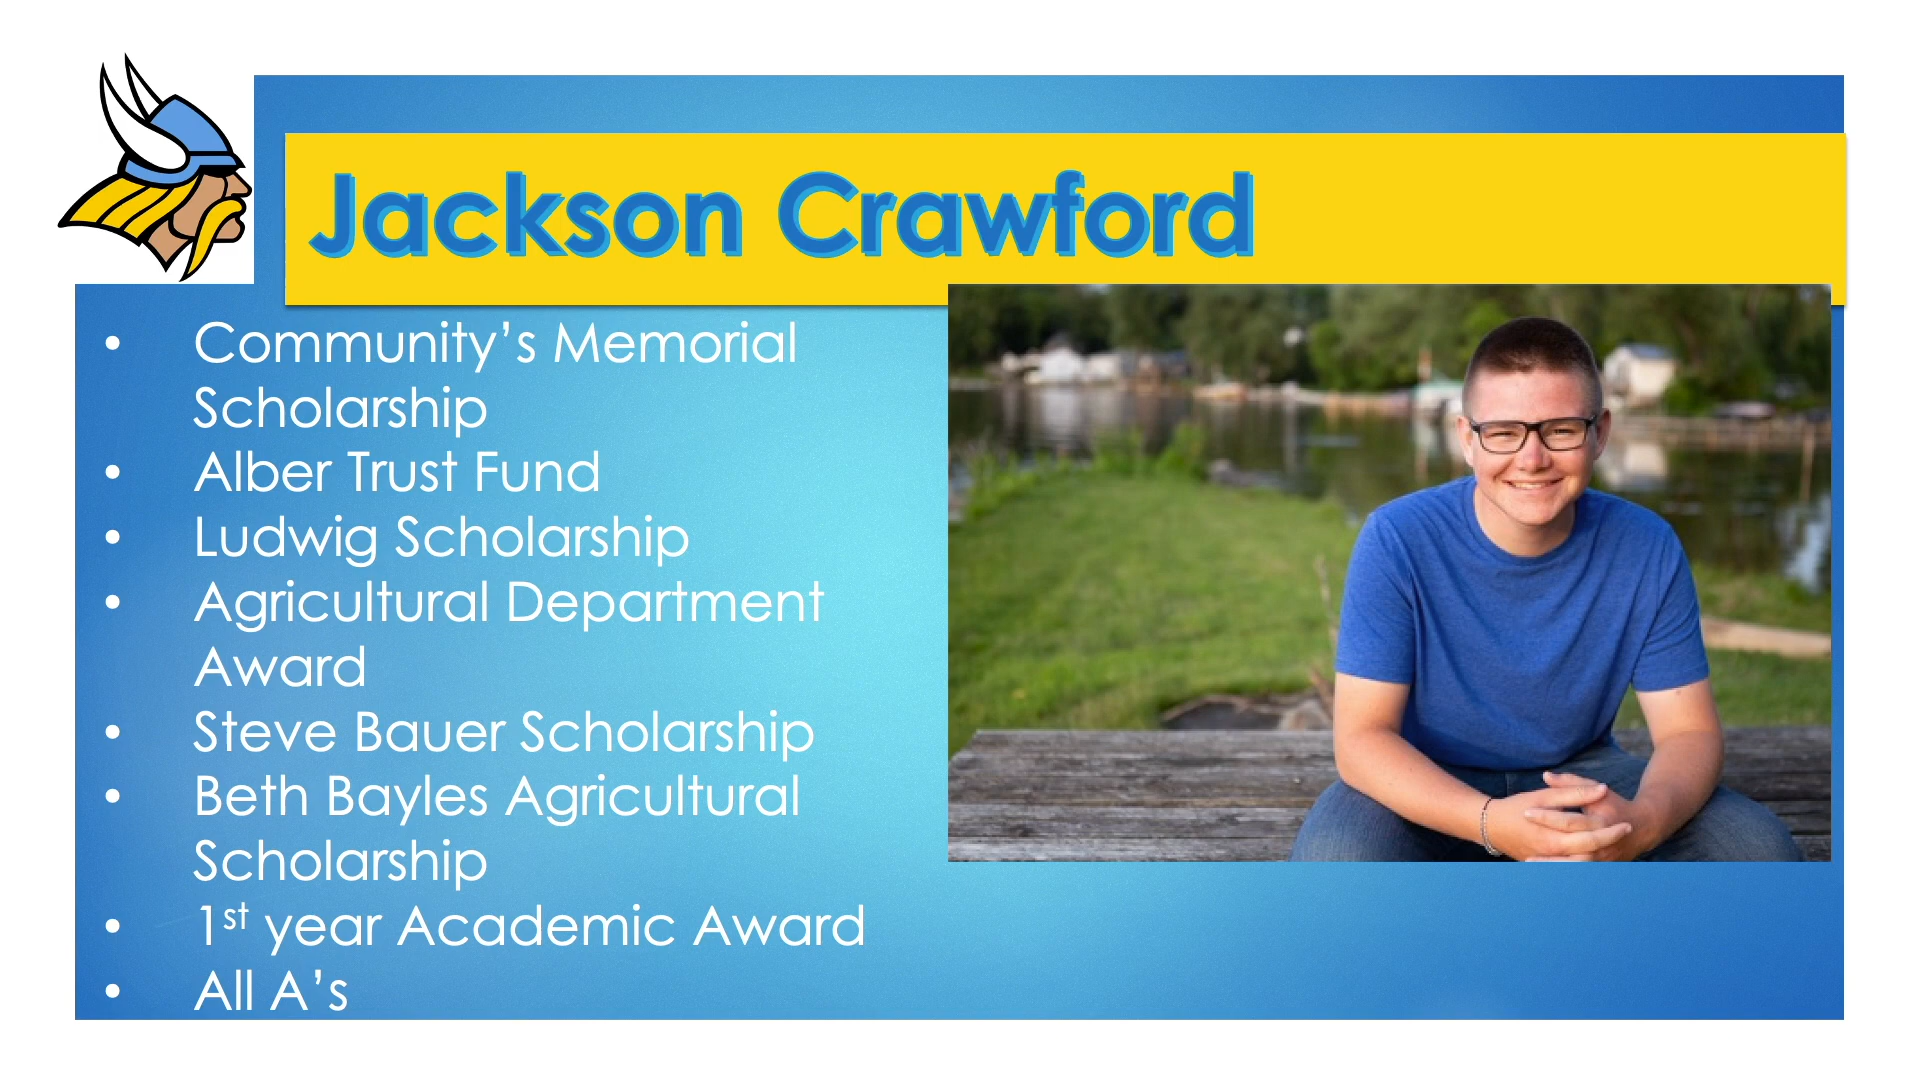 Jackson Crawford
• Community’s Memorial
Scholarship
• Alber Trust Fund
• Ludwig Scholarship
• Agricultural Department
Award
• Steve Bauer Scholarship
• Beth Bayles Agricultural
Scholarship
• 1st year Academic Award
• All A’s